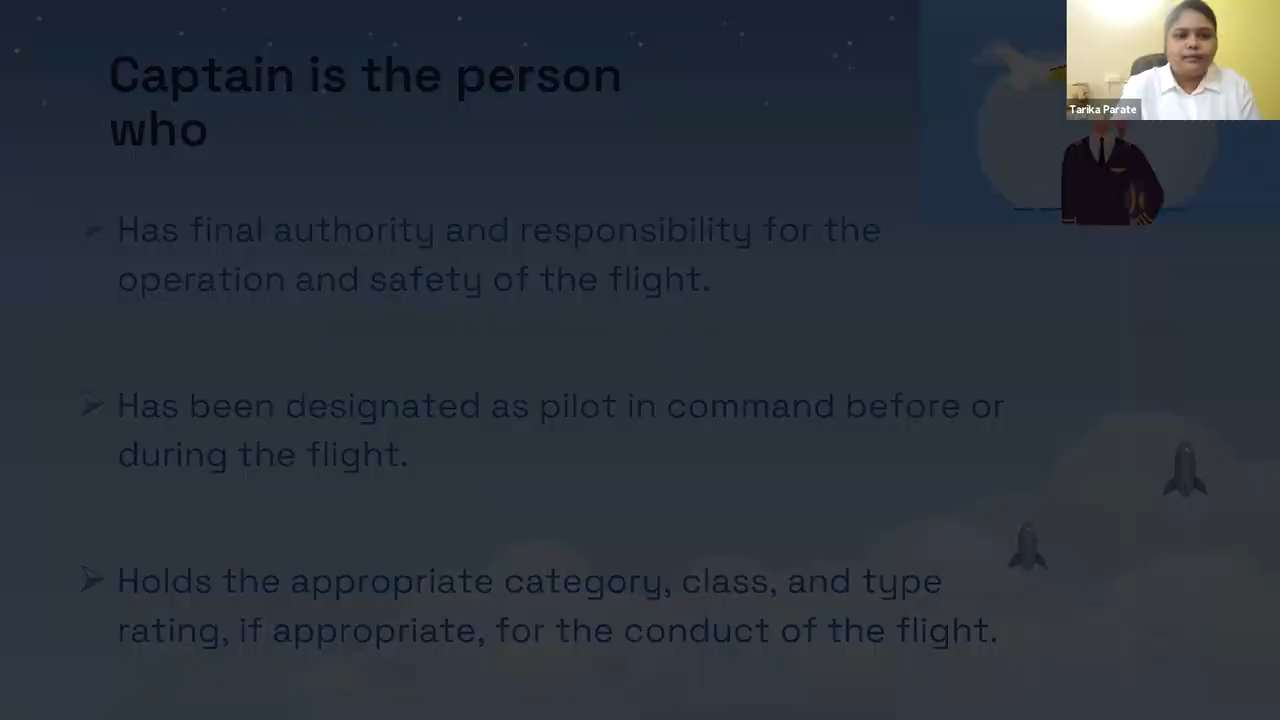 Captain is the person
who
Has final authority and responsibility for the
operation and safety of the flight.
Has been designated as pilot in command before or
during the flight.
Holds the appropriate category, class, and type
rating, if appropriate, for the conduct of the flight.
Tarika Parate